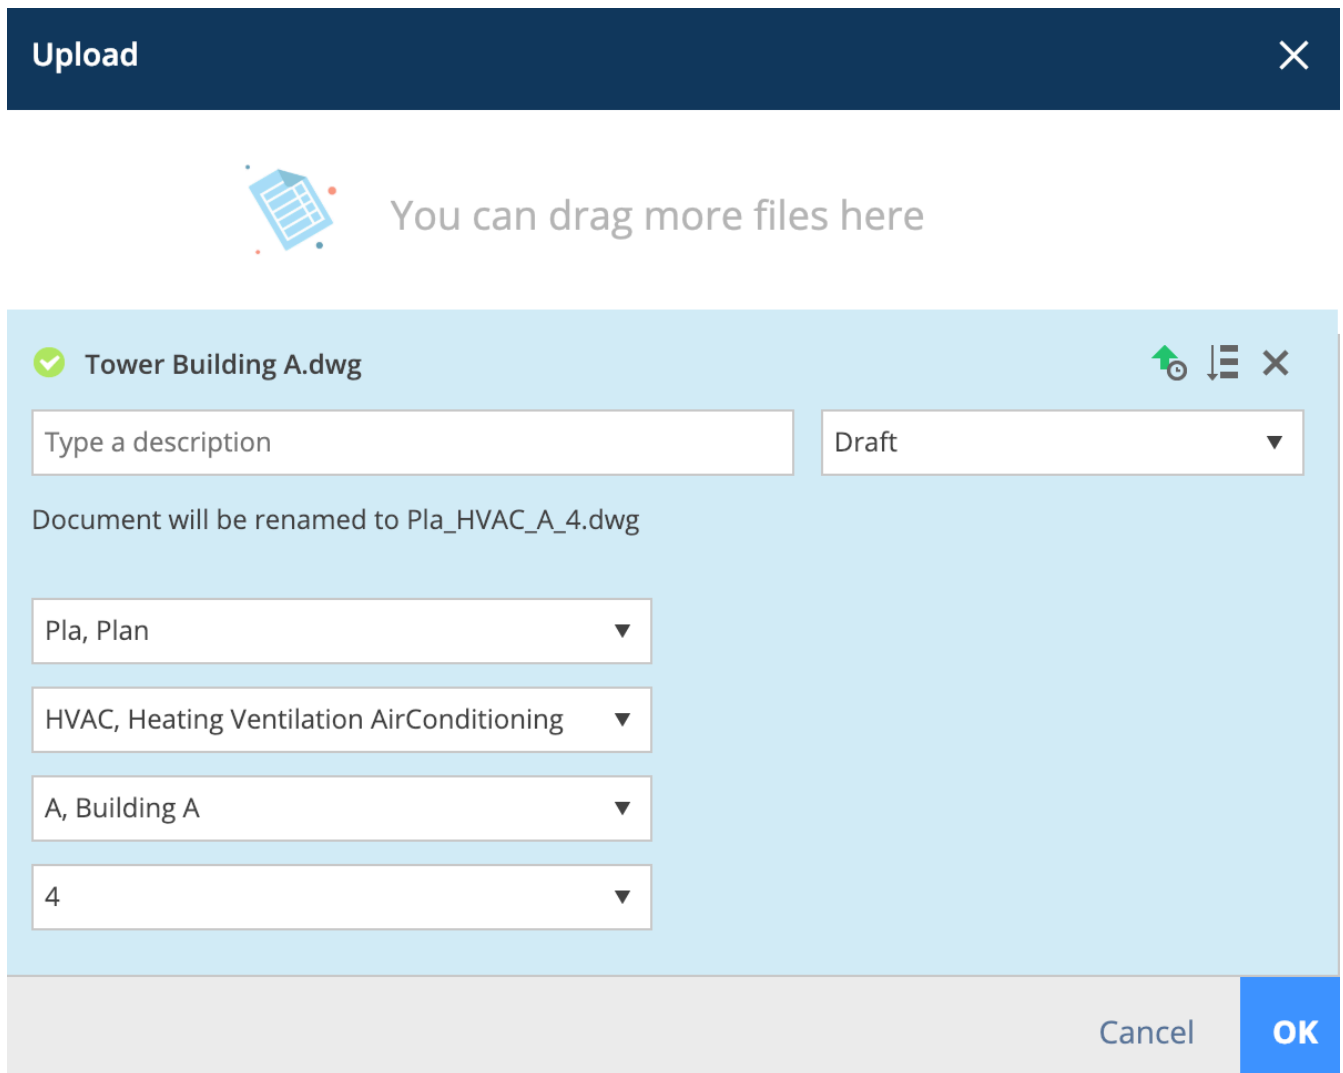 Upload
You can drag more files here
Tower Building A.dwg
Type a description
Draft
Document will be renamed to Pla_HVAC_A_4.dwg
Pla, Plan
HVAC, Heating Ventilation AirConditioning
A, Building A
4
Cancel
OK